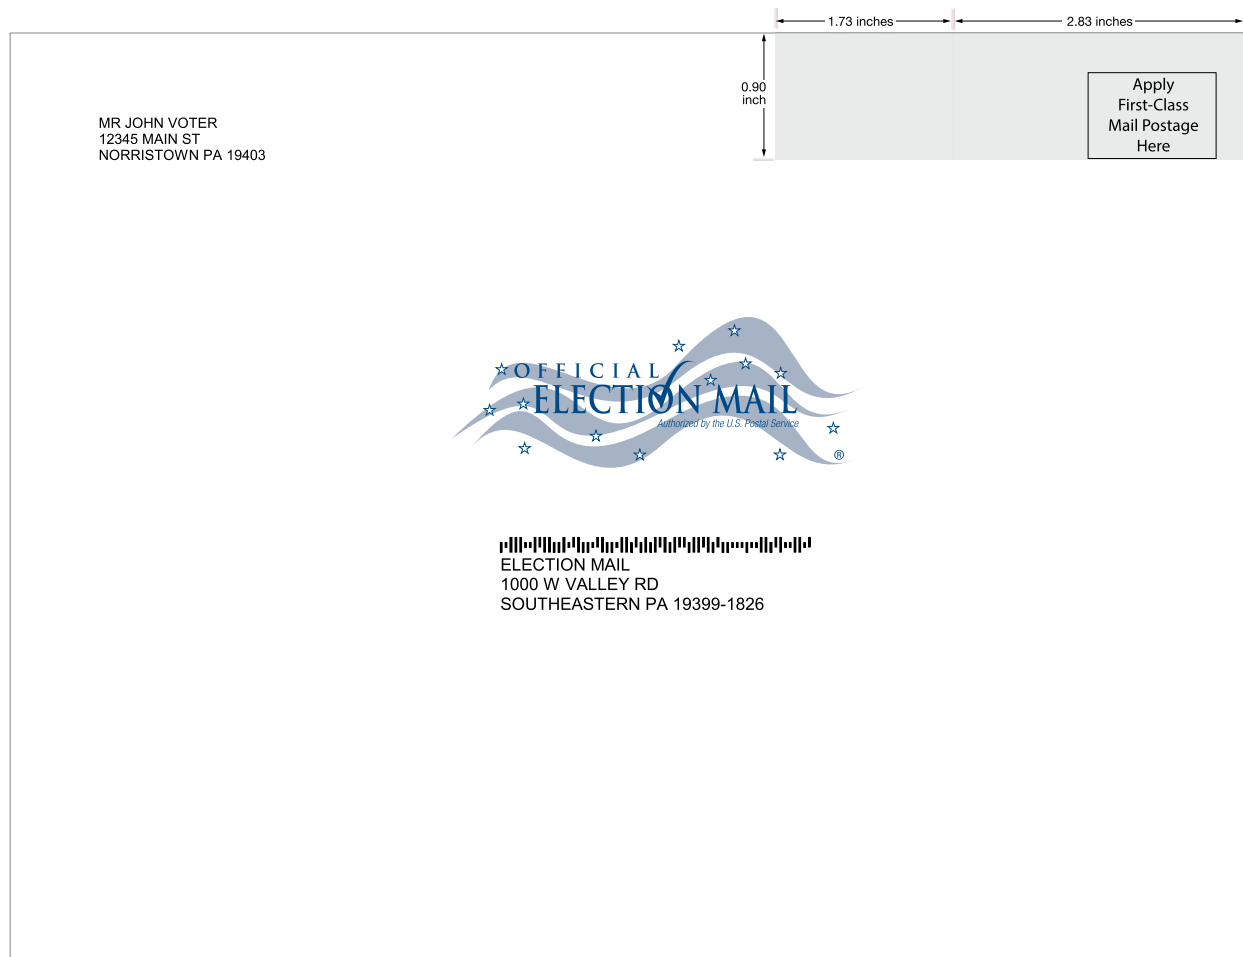 1.73 inches
2.83 inches
0.90
inch
Apply
First-Class
Mail Postage
Here
MR JOHN VOTER
12345 MAIN ST
NORRISTOWN PA 19403
OFFICIAL
ELECTION MAIL
Authorized by the U.S. Postal Service
®
ELECTION MAIL
1000 W VALLEY RD
SOUTHEASTERN PA 19399-1826